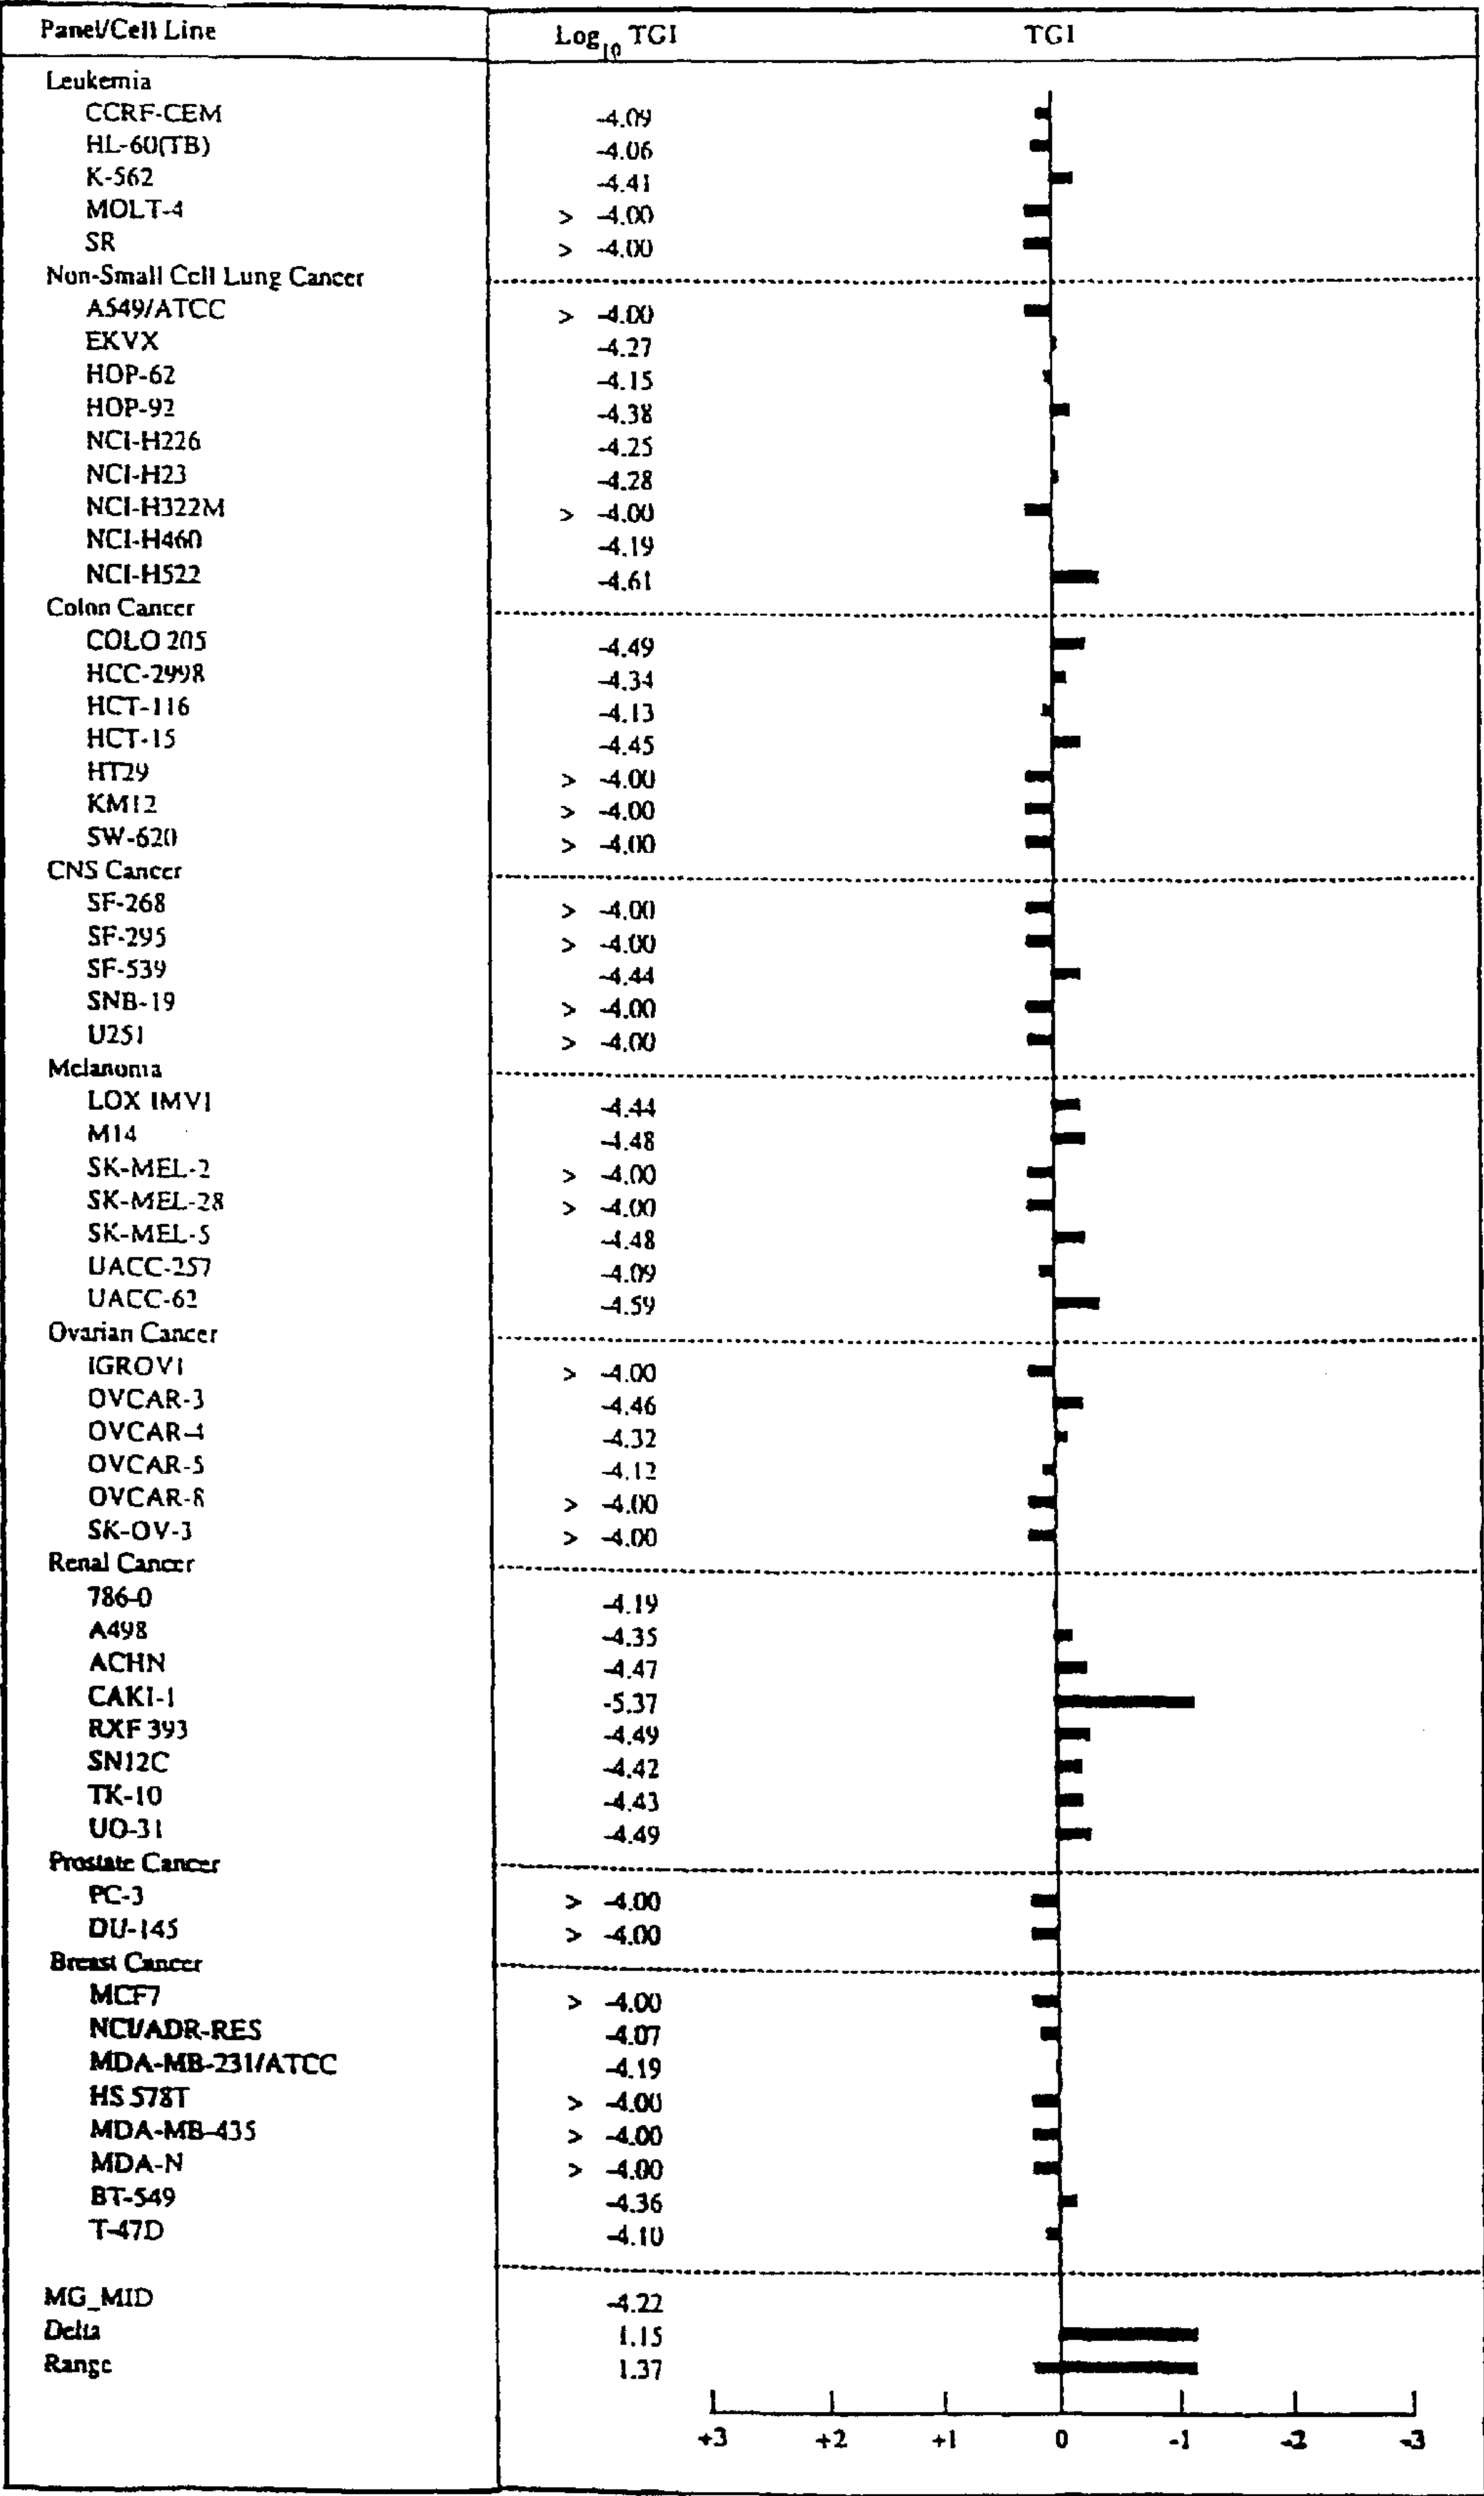 Panel/Cell Line Log10 TGI TGI
Leukemia
CCRF-CEM -4.09
HL-60(TB) -4.06
K-562 -4.41
MOLT-4 > -4.00
SR > -4.00
Non-Small Cell Lung Cancer
A549/ATCC > -4.00
EKVX -4.27
HOP-62 -4.15
HOP-92 -4.38
NCI-H226 -4.25
NCI-H23 -4.28
NCI-H322M > -4.00
NCI-H460 -4.19
NCI-H522 -4.61
Colon Cancer
COLO 205 -4.49
HCC-2998 -4.34
HCT-116 -4.13
HCT-15 -4.45
HT29 > -4.00
KM12 > -4.00
SW-620 > -4.00
CNS Cancer
SF-268 > -4.00
SF-295 > -4.00
SF-539 -4.44
SNB-19 > -4.00
U251 > -4.00
Melanoma
LOX IMVI -4.44
M14 -4.48
SK-MEL-2 > -4.00
SK-MEL-28 > -4.00
SK-MEL-5 -4.48
UACC-257 -4.09
UACC-62 -4.59
Ovarian Cancer
IGROV1 > -4.00
OVCAR-3 -4.46
OVCAR-4 -4.32
OVCAR-5 -4.12
OVCAR-8 > -4.00
SK-OV-3 > -4.00
Renal Cancer
786-0 -4.19
A498 -4.35
ACHN -4.47
CAKI-1 -5.37
RXF 393 -4.49
SN12C -4.42
TK-10 -4.43
UO-31 -4.49
Prostate Cancer
PC-3 > -4.00
DU-145 > -4.00
Breast Cancer
MCF7 > -4.00
NCI/ADR-RES -4.07
MDA-MB-231/ATCC -4.19
HS 578T > -4.00
MDA-MB-435 > -4.00
MDA-N > -4.00
BT-549 -4.36
T-47D -4.10
MG_MID -4.22
Delta 1.15
Range 1.37
+3 +2 +1 0 -1 -2 -3